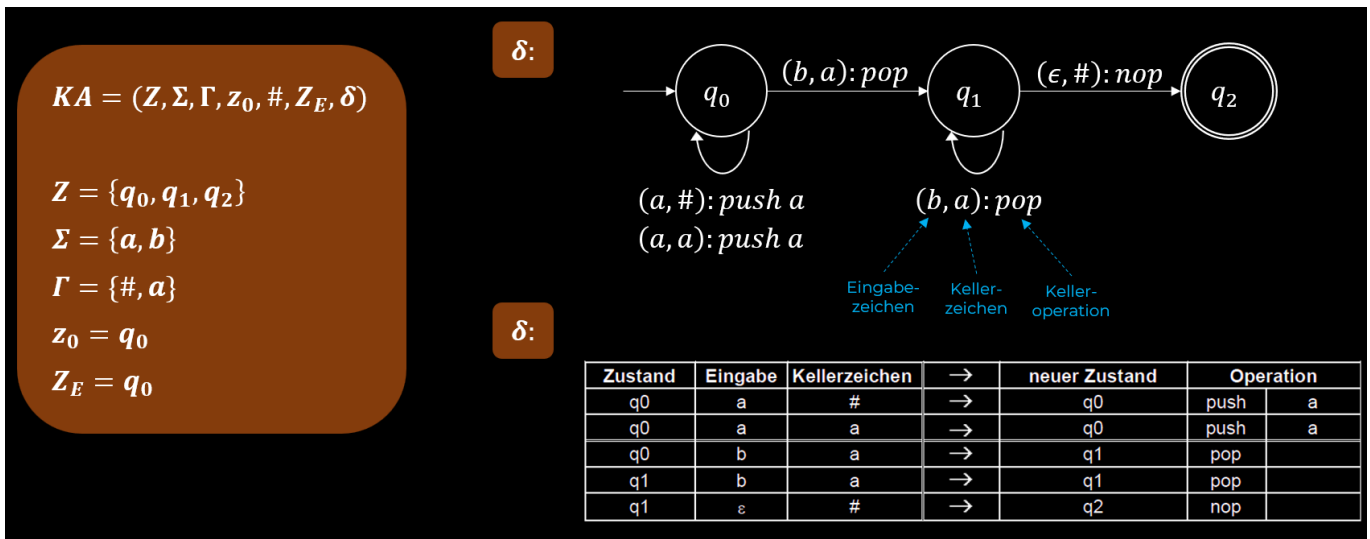 KA = (Z, Σ, Γ, z₀, #, Z_E, δ)
Z = {q₀, q₁, q₂}
Σ = {a, b}
Γ = {#, a}
z₀ = q₀
Z_E = q₀
δ:
q₀
(b, a): pop
q₁
(ϵ, #): nop
q₂
(a, #): push a
(a, a): push a
(b, a): pop
Eingabe-
zeichen
Keller-
zeichen
Keller-
operation
δ:
Zustand Eingabe Kellerzeichen → neuer Zustand Operation
q0 a # → q0 push a
q0 a a → q0 push a
q0 b a → q1 pop
q1 b a → q1 pop
q1 ε # → q2 nop